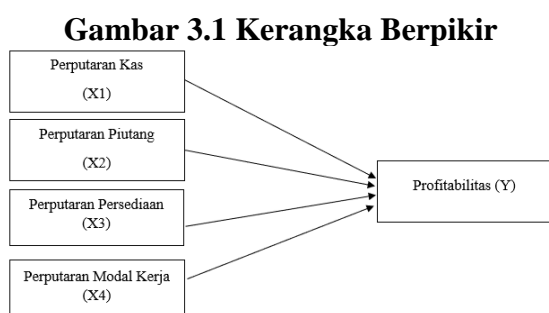 Gambar 3.1 Kerangka Berpikir
Perputaran Kas
(X1)
Perputaran Piutang
(X2)
Perputaran Persediaan
(X3)
Perputaran Modal Kerja
(X4)
Profitabilitas (Y)